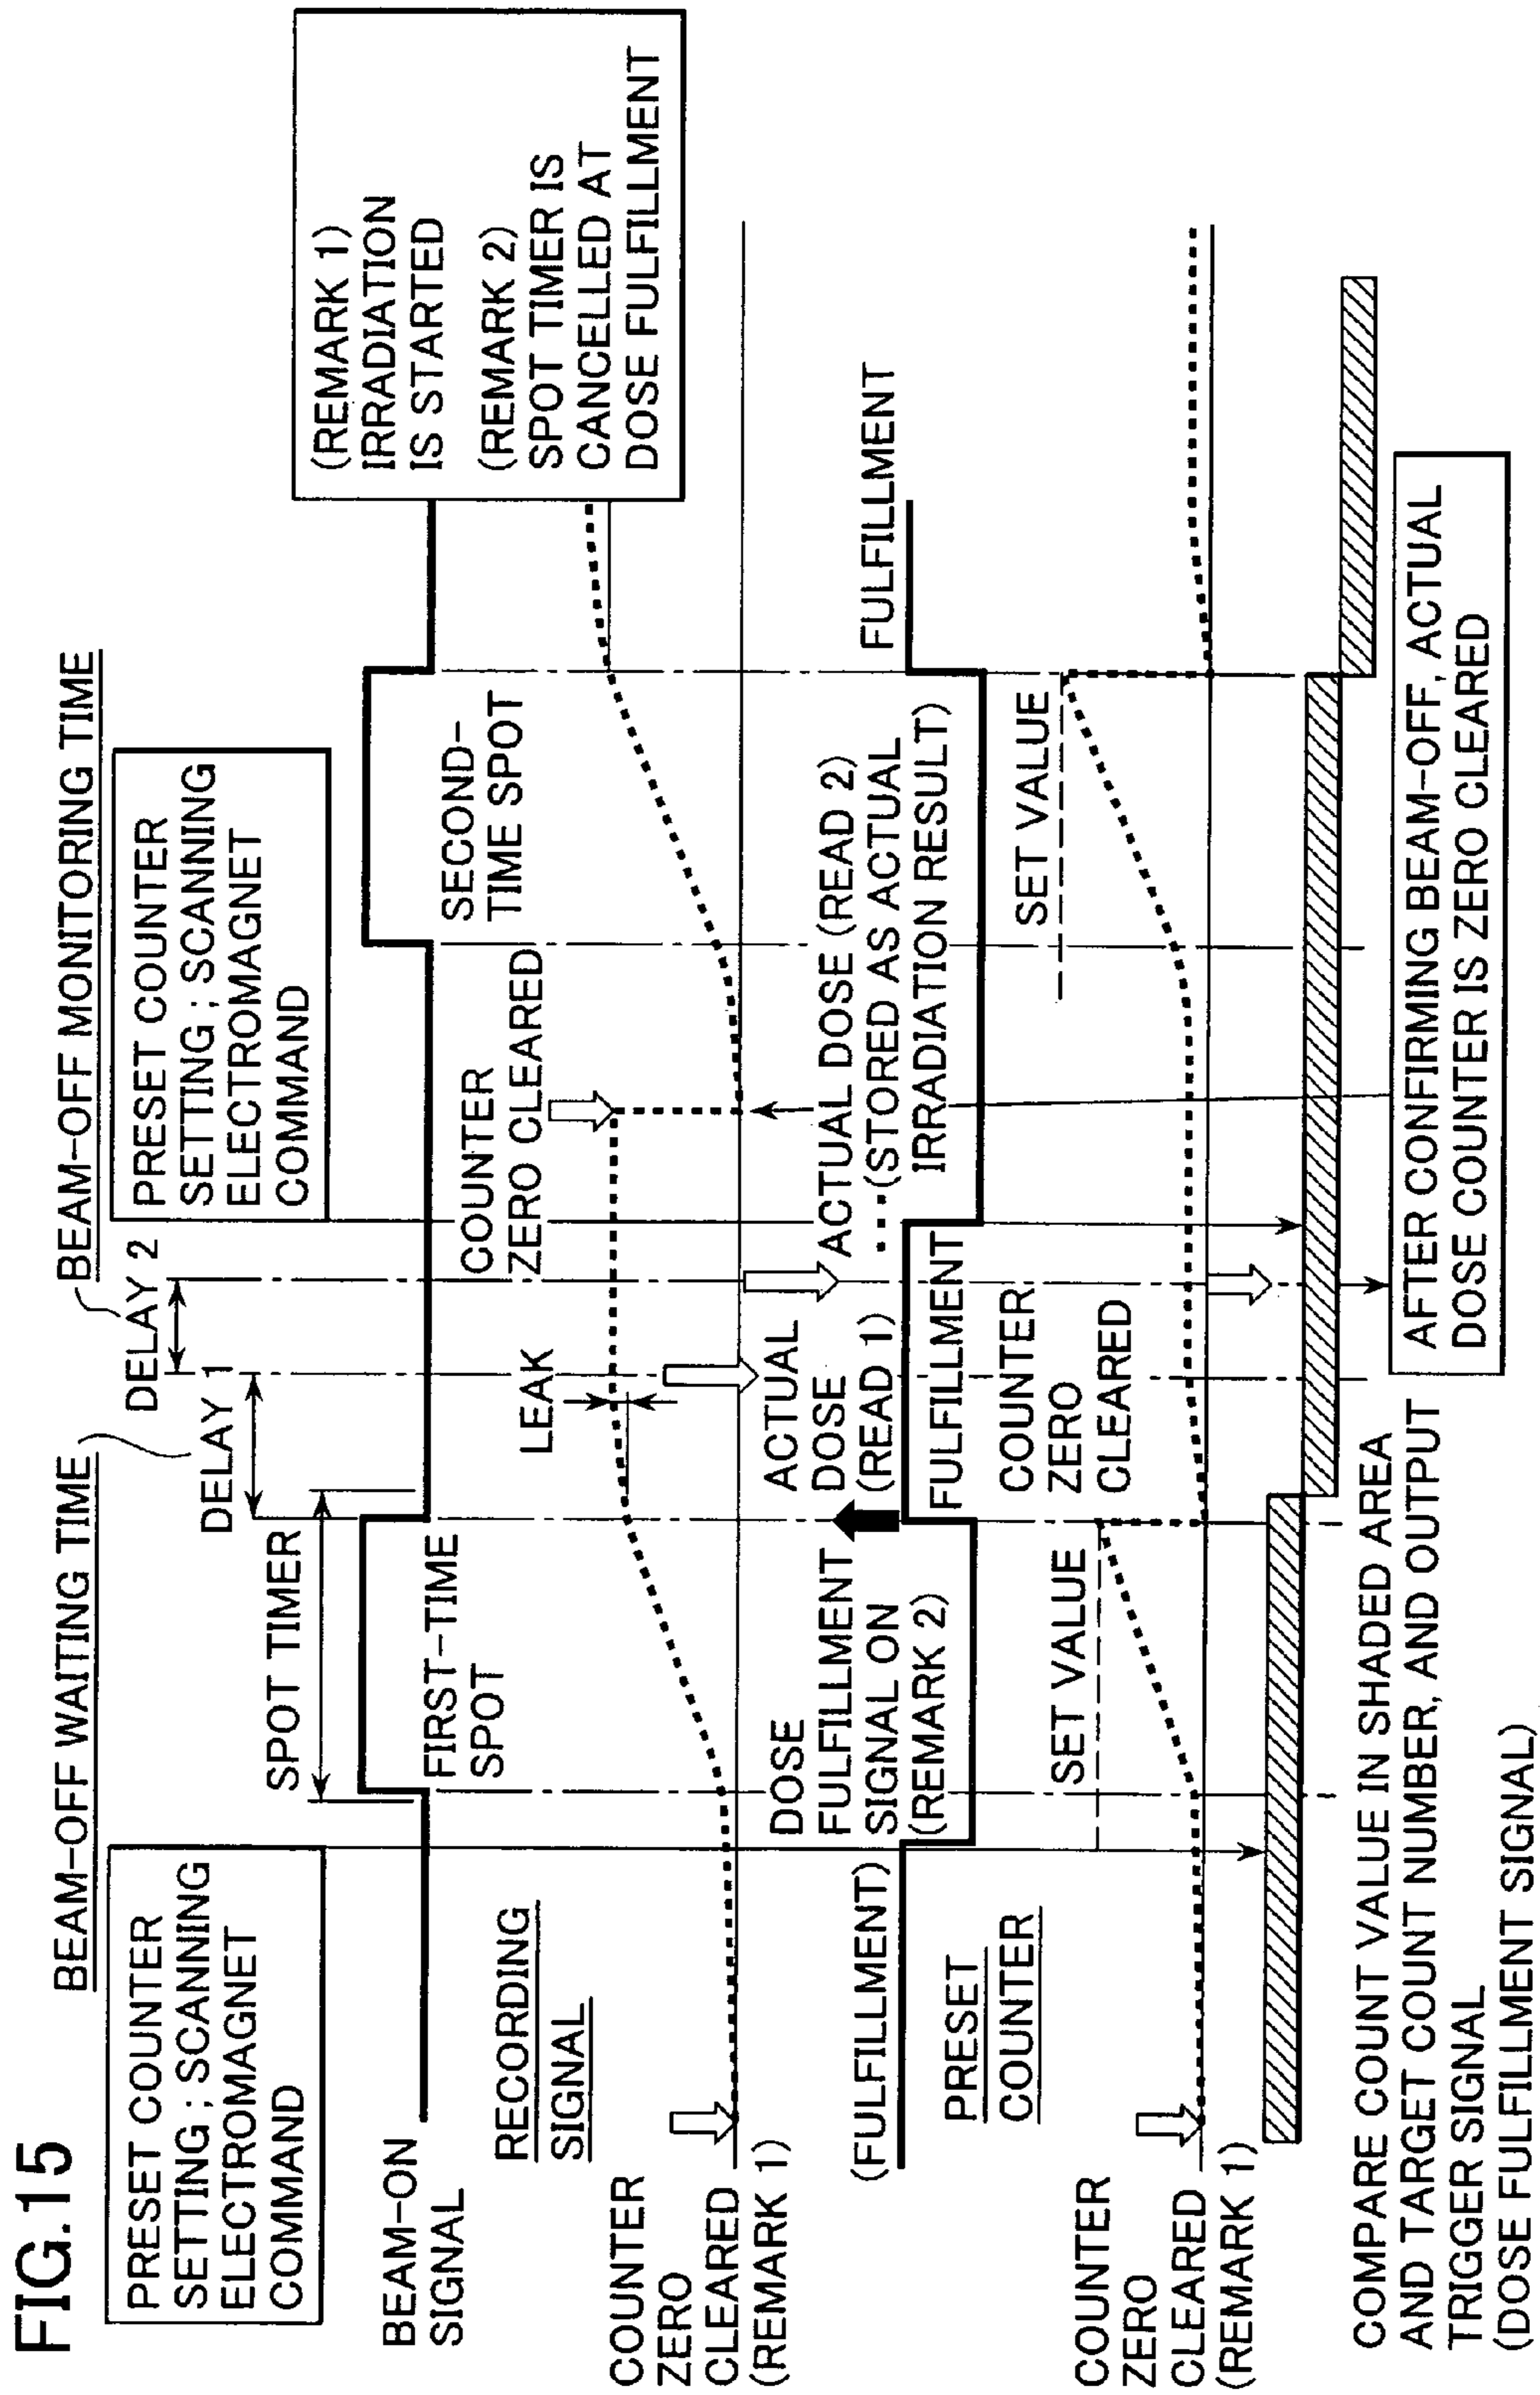 FIG.15
BEAM-OFF WAITING TIME
BEAM-OFF MONITORING TIME
PRESET COUNTER
SETTING ; SCANNING
ELECTROMAGNET
COMMAND
SPOT TIMER
DELAY 1
DELAY 2
PRESET COUNTER
SETTING ; SCANNING
ELECTROMAGNET
COMMAND
(REMARK 1)
IRRADIATION
IS STARTED
(REMARK 2)
SPOT TIMER IS
CANCELLED AT
DOSE FULFILLMENT
BEAM-ON
SIGNAL
FIRST-TIME
SPOT
SECOND-
TIME SPOT
RECORDING
SIGNAL
LEAK
COUNTER
ZERO CLEARED
COUNTER
ZERO
CLEARED
(REMARK 1)
DOSE
FULFILLMENT
SIGNAL ON
(REMARK 2)
ACTUAL
DOSE
(READ 1)
ACTUAL DOSE (READ 2)
... (STORED AS ACTUAL
IRRADIATION RESULT)
(FULFILLMENT)
FULFILLMENT
FULFILLMENT
PRESET
COUNTER
SET VALUE
COUNTER
ZERO
CLEARED
SET VALUE
COUNTER
ZERO
CLEARED
(REMARK 1)
COMPARE COUNT VALUE IN SHADED AREA
AND TARGET COUNT NUMBER, AND OUTPUT
TRIGGER SIGNAL
(DOSE FULFILLMENT SIGNAL)
AFTER CONFIRMING BEAM-OFF, ACTUAL
DOSE COUNTER IS ZERO CLEARED